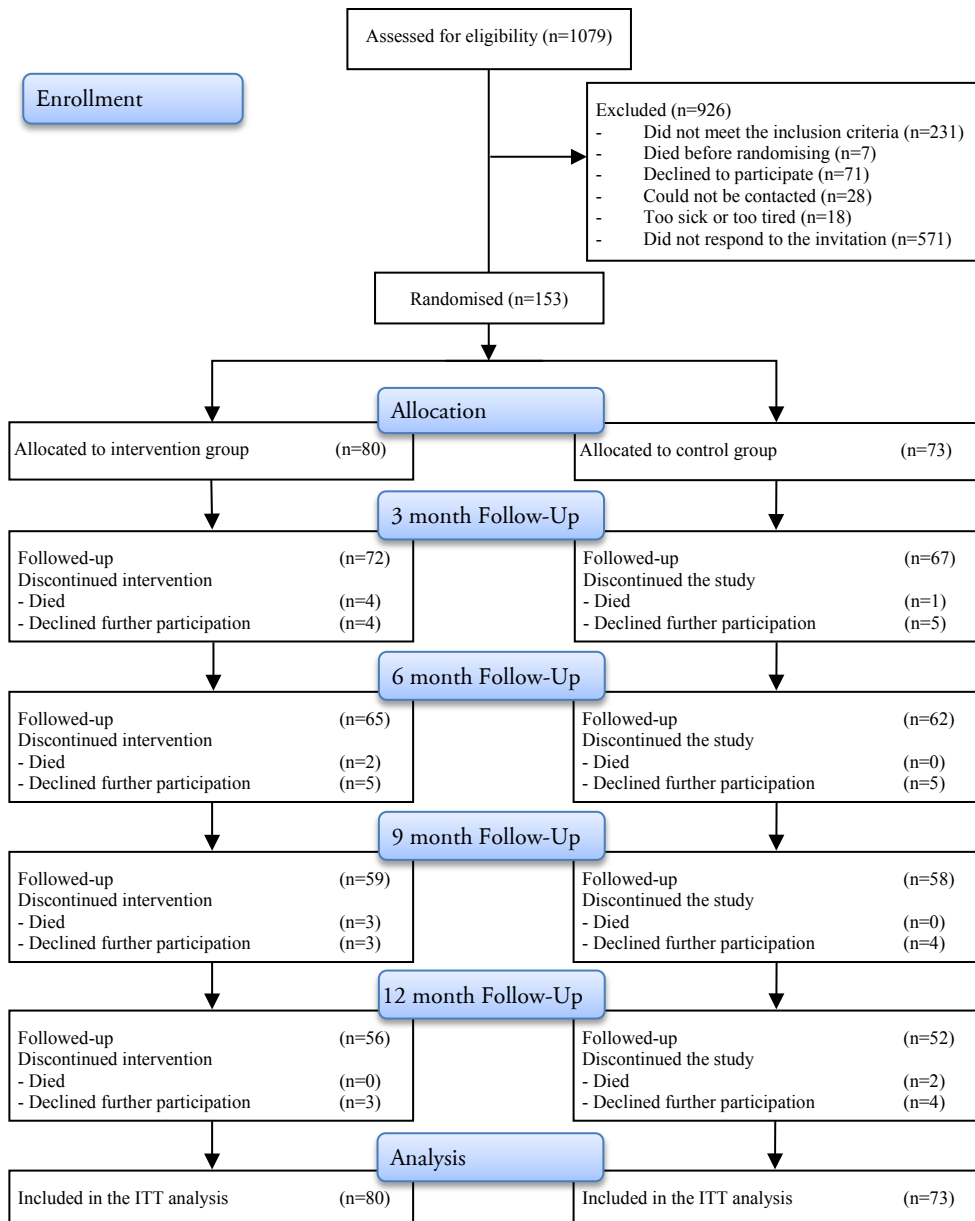 Assessed for eligibility (n=1079)
Enrollment
Excluded (n=926)
- Did not meet the inclusion criteria (n=231)
- Died before randomising (n=7)
- Declined to participate (n=71)
- Could not be contacted (n=28)
- Too sick or too tired (n=18)
- Did not respond to the invitation (n=571)
Randomised (n=153)
Allocation
Allocated to intervention group (n=80)
Allocated to control group (n=73)
3 month Follow-Up
Followed-up (n=72)
Discontinued intervention
- Died (n=4)
- Declined further participation (n=4)
Followed-up (n=67)
Discontinued the study
- Died (n=1)
- Declined further participation (n=5)
6 month Follow-Up
Followed-up (n=65)
Discontinued intervention
- Died (n=2)
- Declined further participation (n=5)
Followed-up (n=62)
Discontinued the study
- Died (n=0)
- Declined further participation (n=5)
9 month Follow-Up
Followed-up (n=59)
Discontinued intervention
- Died (n=3)
- Declined further participation (n=3)
Followed-up (n=58)
Discontinued the study
- Died (n=0)
- Declined further participation (n=4)
12 month Follow-Up
Followed-up (n=56)
Discontinued intervention
- Died (n=0)
- Declined further participation (n=3)
Followed-up (n=52)
Discontinued the study
- Died (n=2)
- Declined further participation (n=4)
Analysis
Included in the ITT analysis (n=80)
Included in the ITT analysis (n=73)